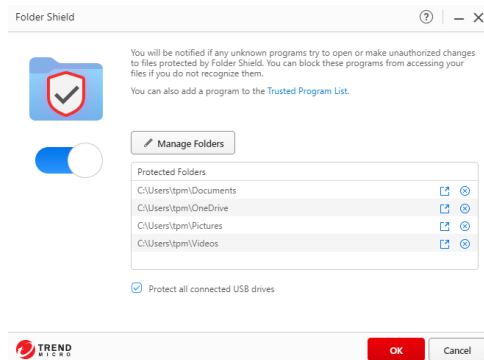 Folder Shield
You will be notified if any unknown programs try to open or make unauthorized changes
to files protected by Folder Shield. You can block these programs from accessing your
files if you do not recognize them.
You can also add a program to the Trusted Program List.
Manage Folders
Protected Folders
C:\Users\tpm\Documents
C:\Users\tpm\OneDrive
C:\Users\tpm\Pictures
C:\Users\tpm\Videos
Protect all connected USB drives
TREND
MICRO
OK
Cancel